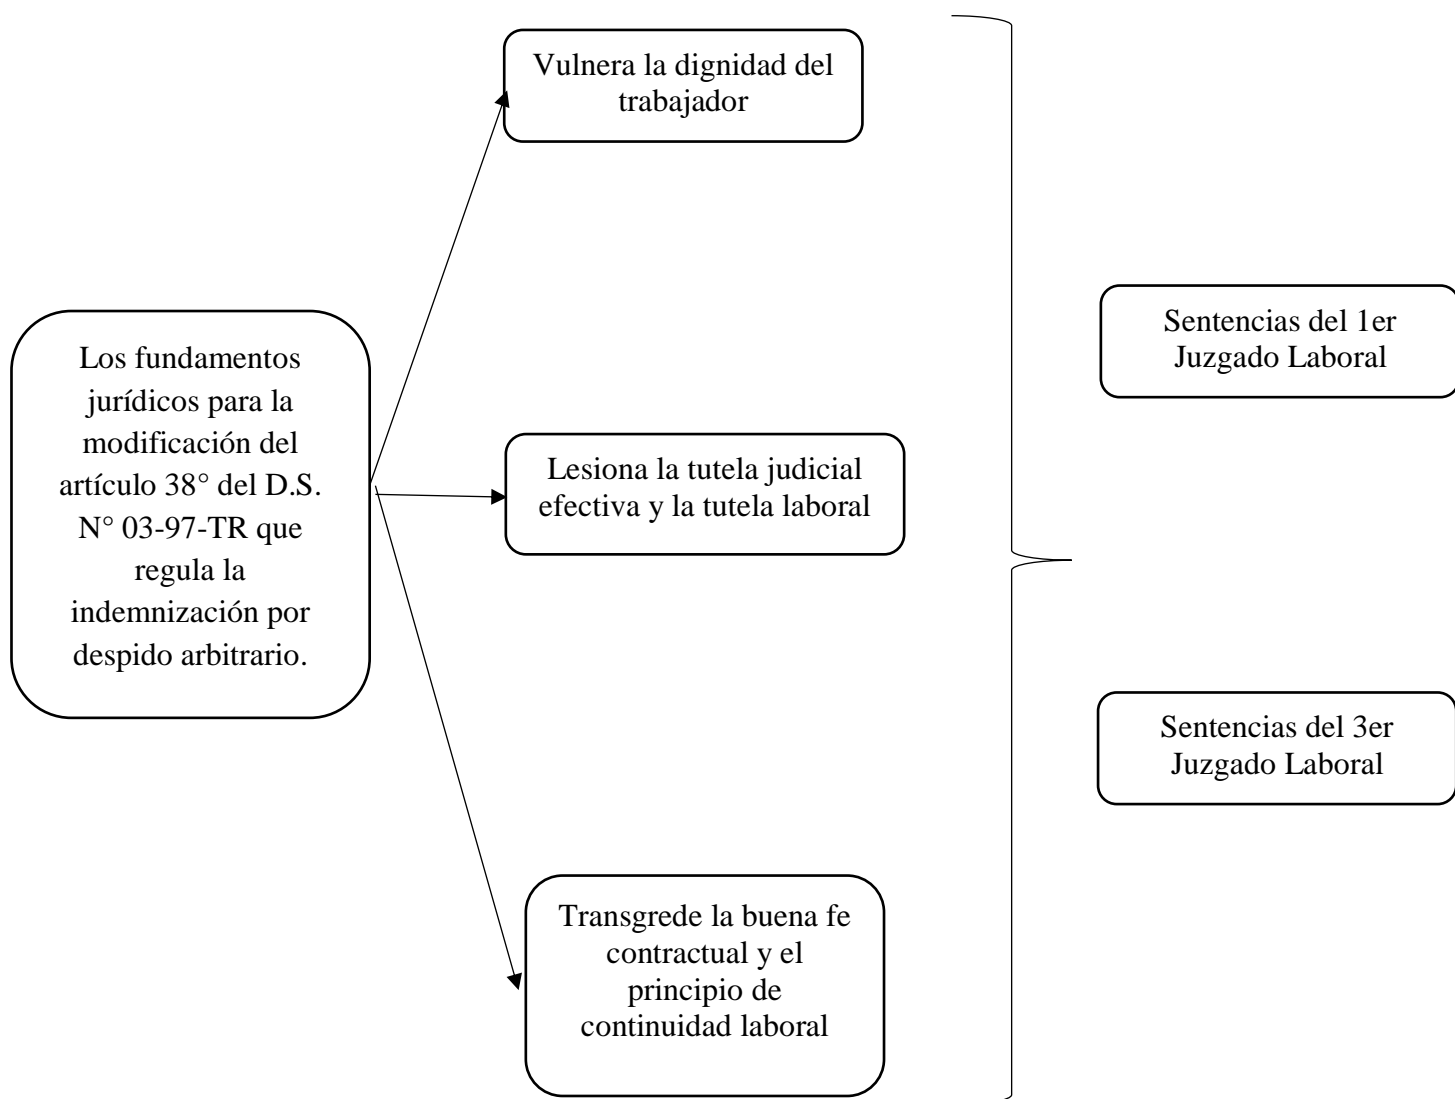 Vulnera la dignidad del
trabajador
Los fundamentos
jurídicos para la
modificación del
artículo 38° del D.S.
N° 03-97-TR que
regula la
indemnización por
despido arbitrario.
Lesiona la tutela judicial
efectiva y la tutela laboral
Transgrede la buena fe
contractual y el
principio de
continuidad laboral
Sentencias del 1er
Juzgado Laboral
Sentencias del 3er
Juzgado Laboral